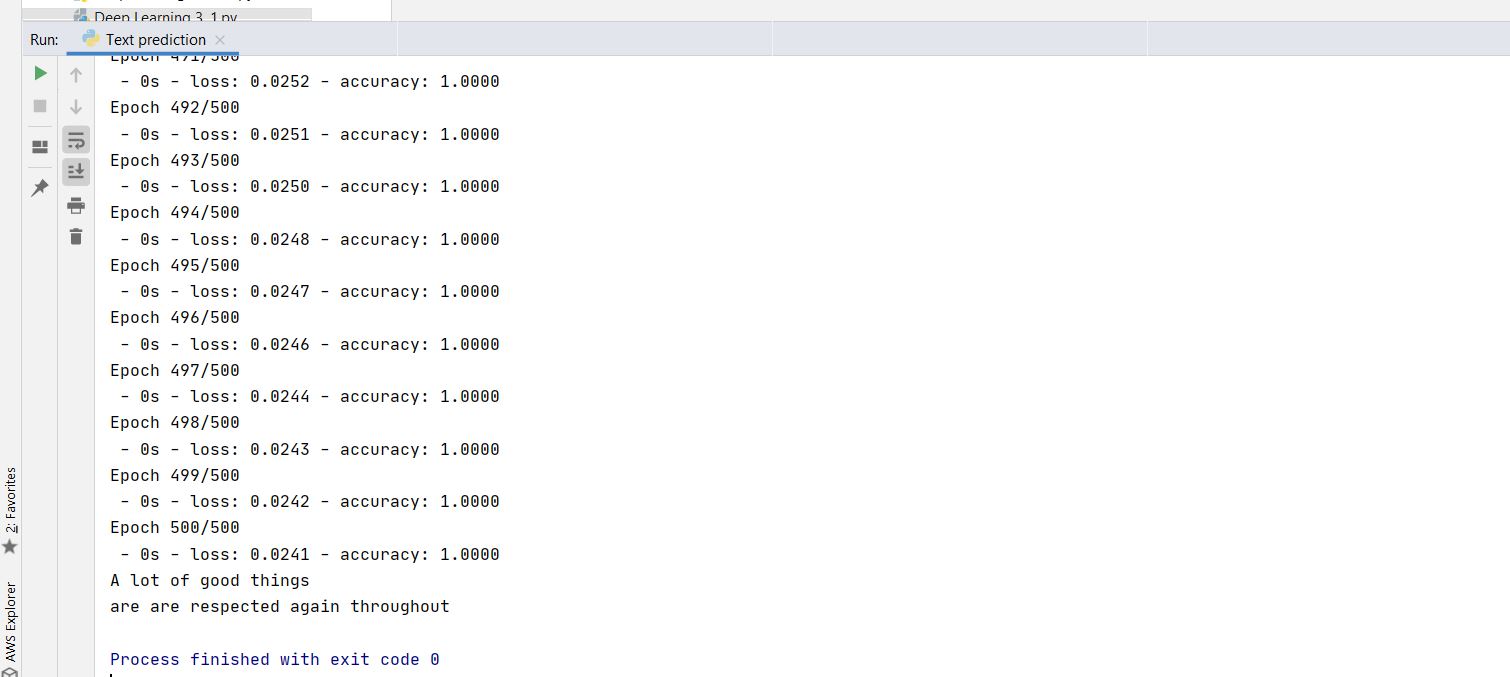 Deep Learning 3_1.py
Run: Text prediction
Epoch 491/500
- 0s - loss: 0.0252 - accuracy: 1.0000
Epoch 492/500
- 0s - loss: 0.0251 - accuracy: 1.0000
Epoch 493/500
- 0s - loss: 0.0250 - accuracy: 1.0000
Epoch 494/500
- 0s - loss: 0.0248 - accuracy: 1.0000
Epoch 495/500
- 0s - loss: 0.0247 - accuracy: 1.0000
Epoch 496/500
- 0s - loss: 0.0246 - accuracy: 1.0000
Epoch 497/500
- 0s - loss: 0.0244 - accuracy: 1.0000
Epoch 498/500
- 0s - loss: 0.0243 - accuracy: 1.0000
Epoch 499/500
- 0s - loss: 0.0242 - accuracy: 1.0000
Epoch 500/500
- 0s - loss: 0.0241 - accuracy: 1.0000
A lot of good things
are are respected again throughout
Process finished with exit code 0
2: Favorites
AWS Explorer